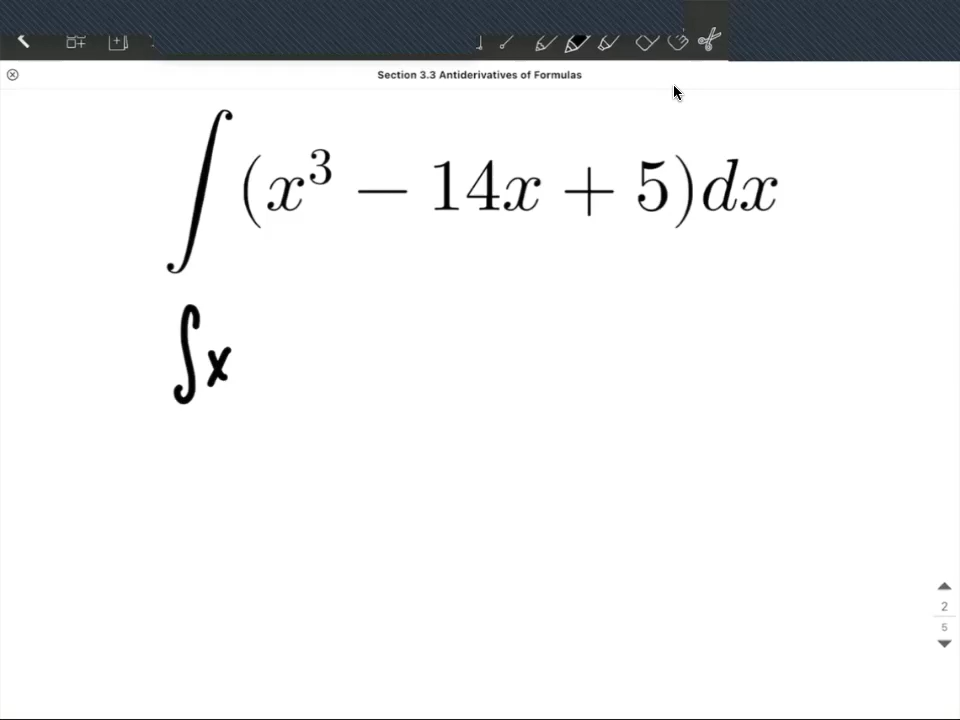 Section 3.3 Antiderivatives of Formulas
∫(x³ − 14x + 5)dx
∫x
2
5